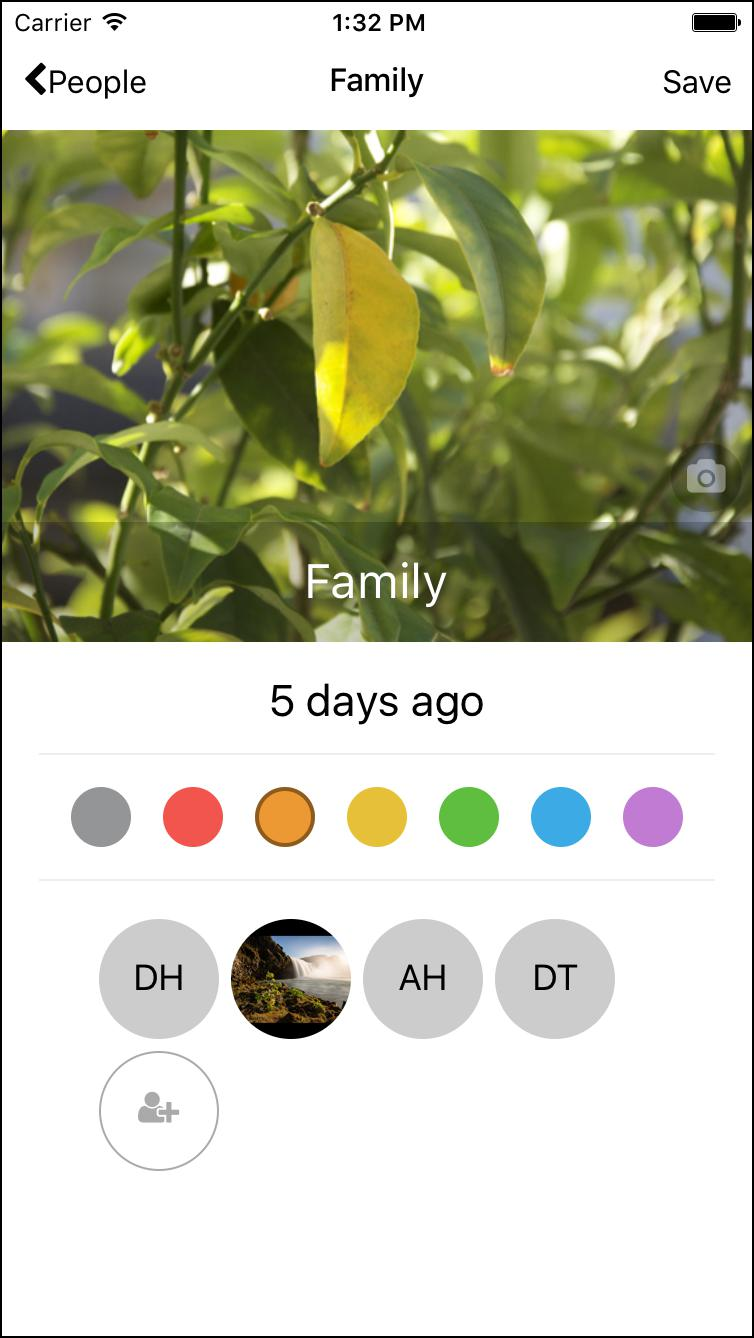 Carrier 1:32 PM
People Family Save
Family
5 days ago
DH AH DT